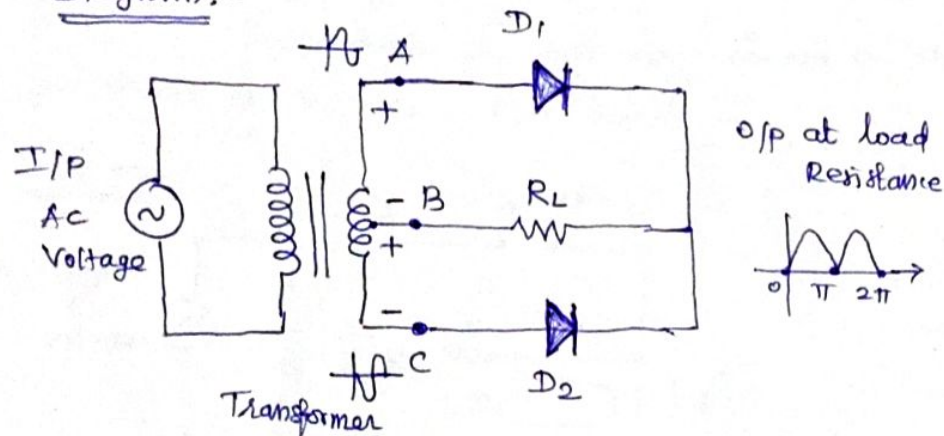 D1
A
+
I/P
AC
Voltage
~
- B
+
RL
O/p at load
Resistance
0 π 2π
-
C
D2
Transformer